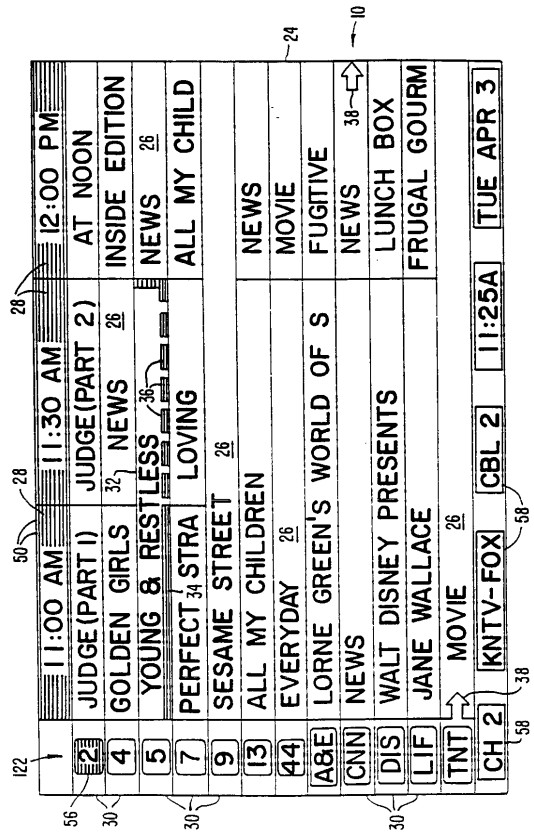 122
50
28
28
11:00 AM 11:30 AM 12:00 PM
56
2 JUDGE(PART 1) JUDGE(PART 2) AT NOON
30
4 GOLDEN GIRLS 32 NEWS 26 INSIDE EDITION
5 YOUNG & RESTLESS 36 NEWS 26
7 PERFECT STRA 34 LOVING ALL MY CHILD
30
9 SESAME STREET 26
13 ALL MY CHILDREN NEWS
44 EVERYDAY 26 MOVIE
24
A&E LORNE GREEN'S WORLD OF S FUGITIVE
CNN NEWS NEWS 38
10
DIS WALT DISNEY PRESENTS LUNCH BOX
30
LIF JANE WALLACE FRUGAL GOURM
TNT MOVIE 26
38
CH 2 KNTV-FOX CBL 2 11:25A TUE APR 3
58
58